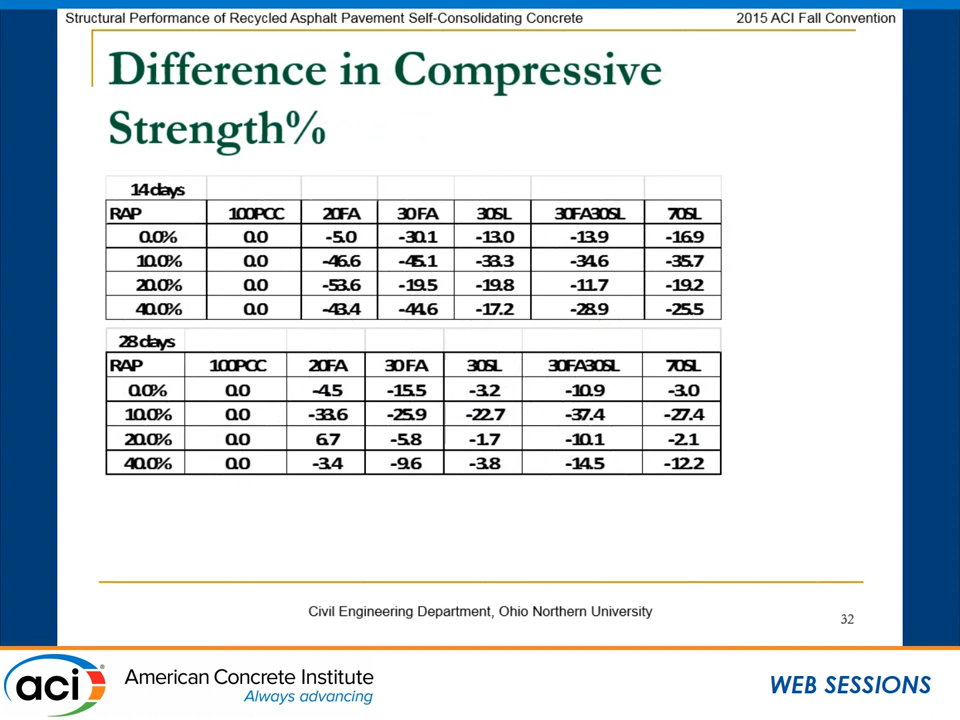 Structural Performance of Recycled Asphalt Pavement Self-Consolidating Concrete 2015 ACI Fall Convention
Difference in Compressive
Strength%
14 days
RAP 100PCC 20FA 30 FA 30SL 30FA30SL 70SL
0.0% 0.0 -5.0 -30.1 -13.0 -13.9 -16.9
10.0% 0.0 -46.6 -45.1 -33.3 -34.6 -35.7
20.0% 0.0 -53.6 -19.5 -19.8 -11.7 -19.2
40.0% 0.0 -43.4 -44.6 -17.2 -28.9 -25.5
28 days
RAP 100PCC 20FA 30 FA 30SL 30FA30SL 70SL
0.0% 0.0 -4.5 -15.5 -3.2 -10.9 -3.0
10.0% 0.0 -33.6 -25.9 -22.7 -37.4 -27.4
20.0% 0.0 6.7 -5.8 -1.7 -10.1 -2.1
40.0% 0.0 -3.4 -9.6 -3.8 -14.5 -12.2
Civil Engineering Department, Ohio Northern University
32
aci® American Concrete Institute
Always advancing
WEB SESSIONS